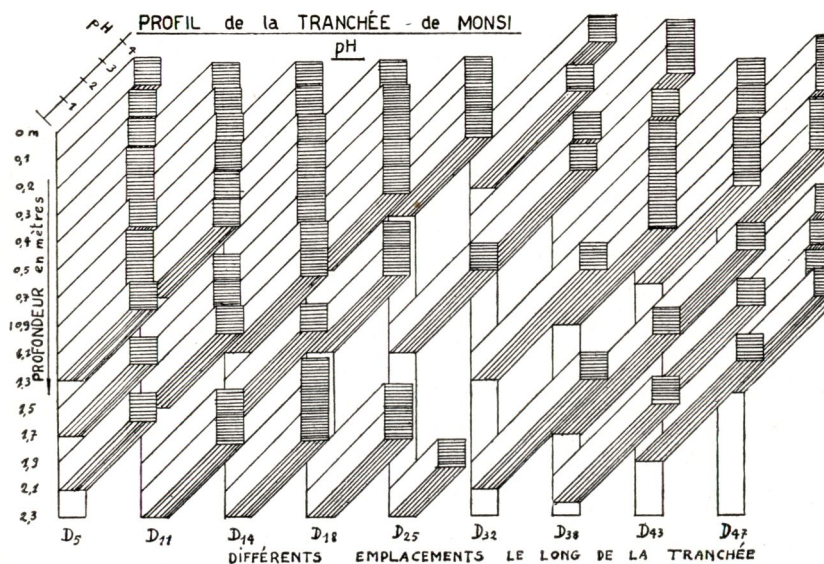 PROFIL de la TRANCHÉE - de MONSI
pH
pH
4
3
2
1
0 m
0,1
0,2
0,3
0,4
0,5
0,7
10,9
1,3
1,5
1,7
1,9
2,1
2,3
PROFONDEUR en mètres
D5 D11 D14 D18 D25 D32 D38 D43 D47
DIFFÉRENTS EMPLACEMENTS LE LONG DE LA TRANCHÉE